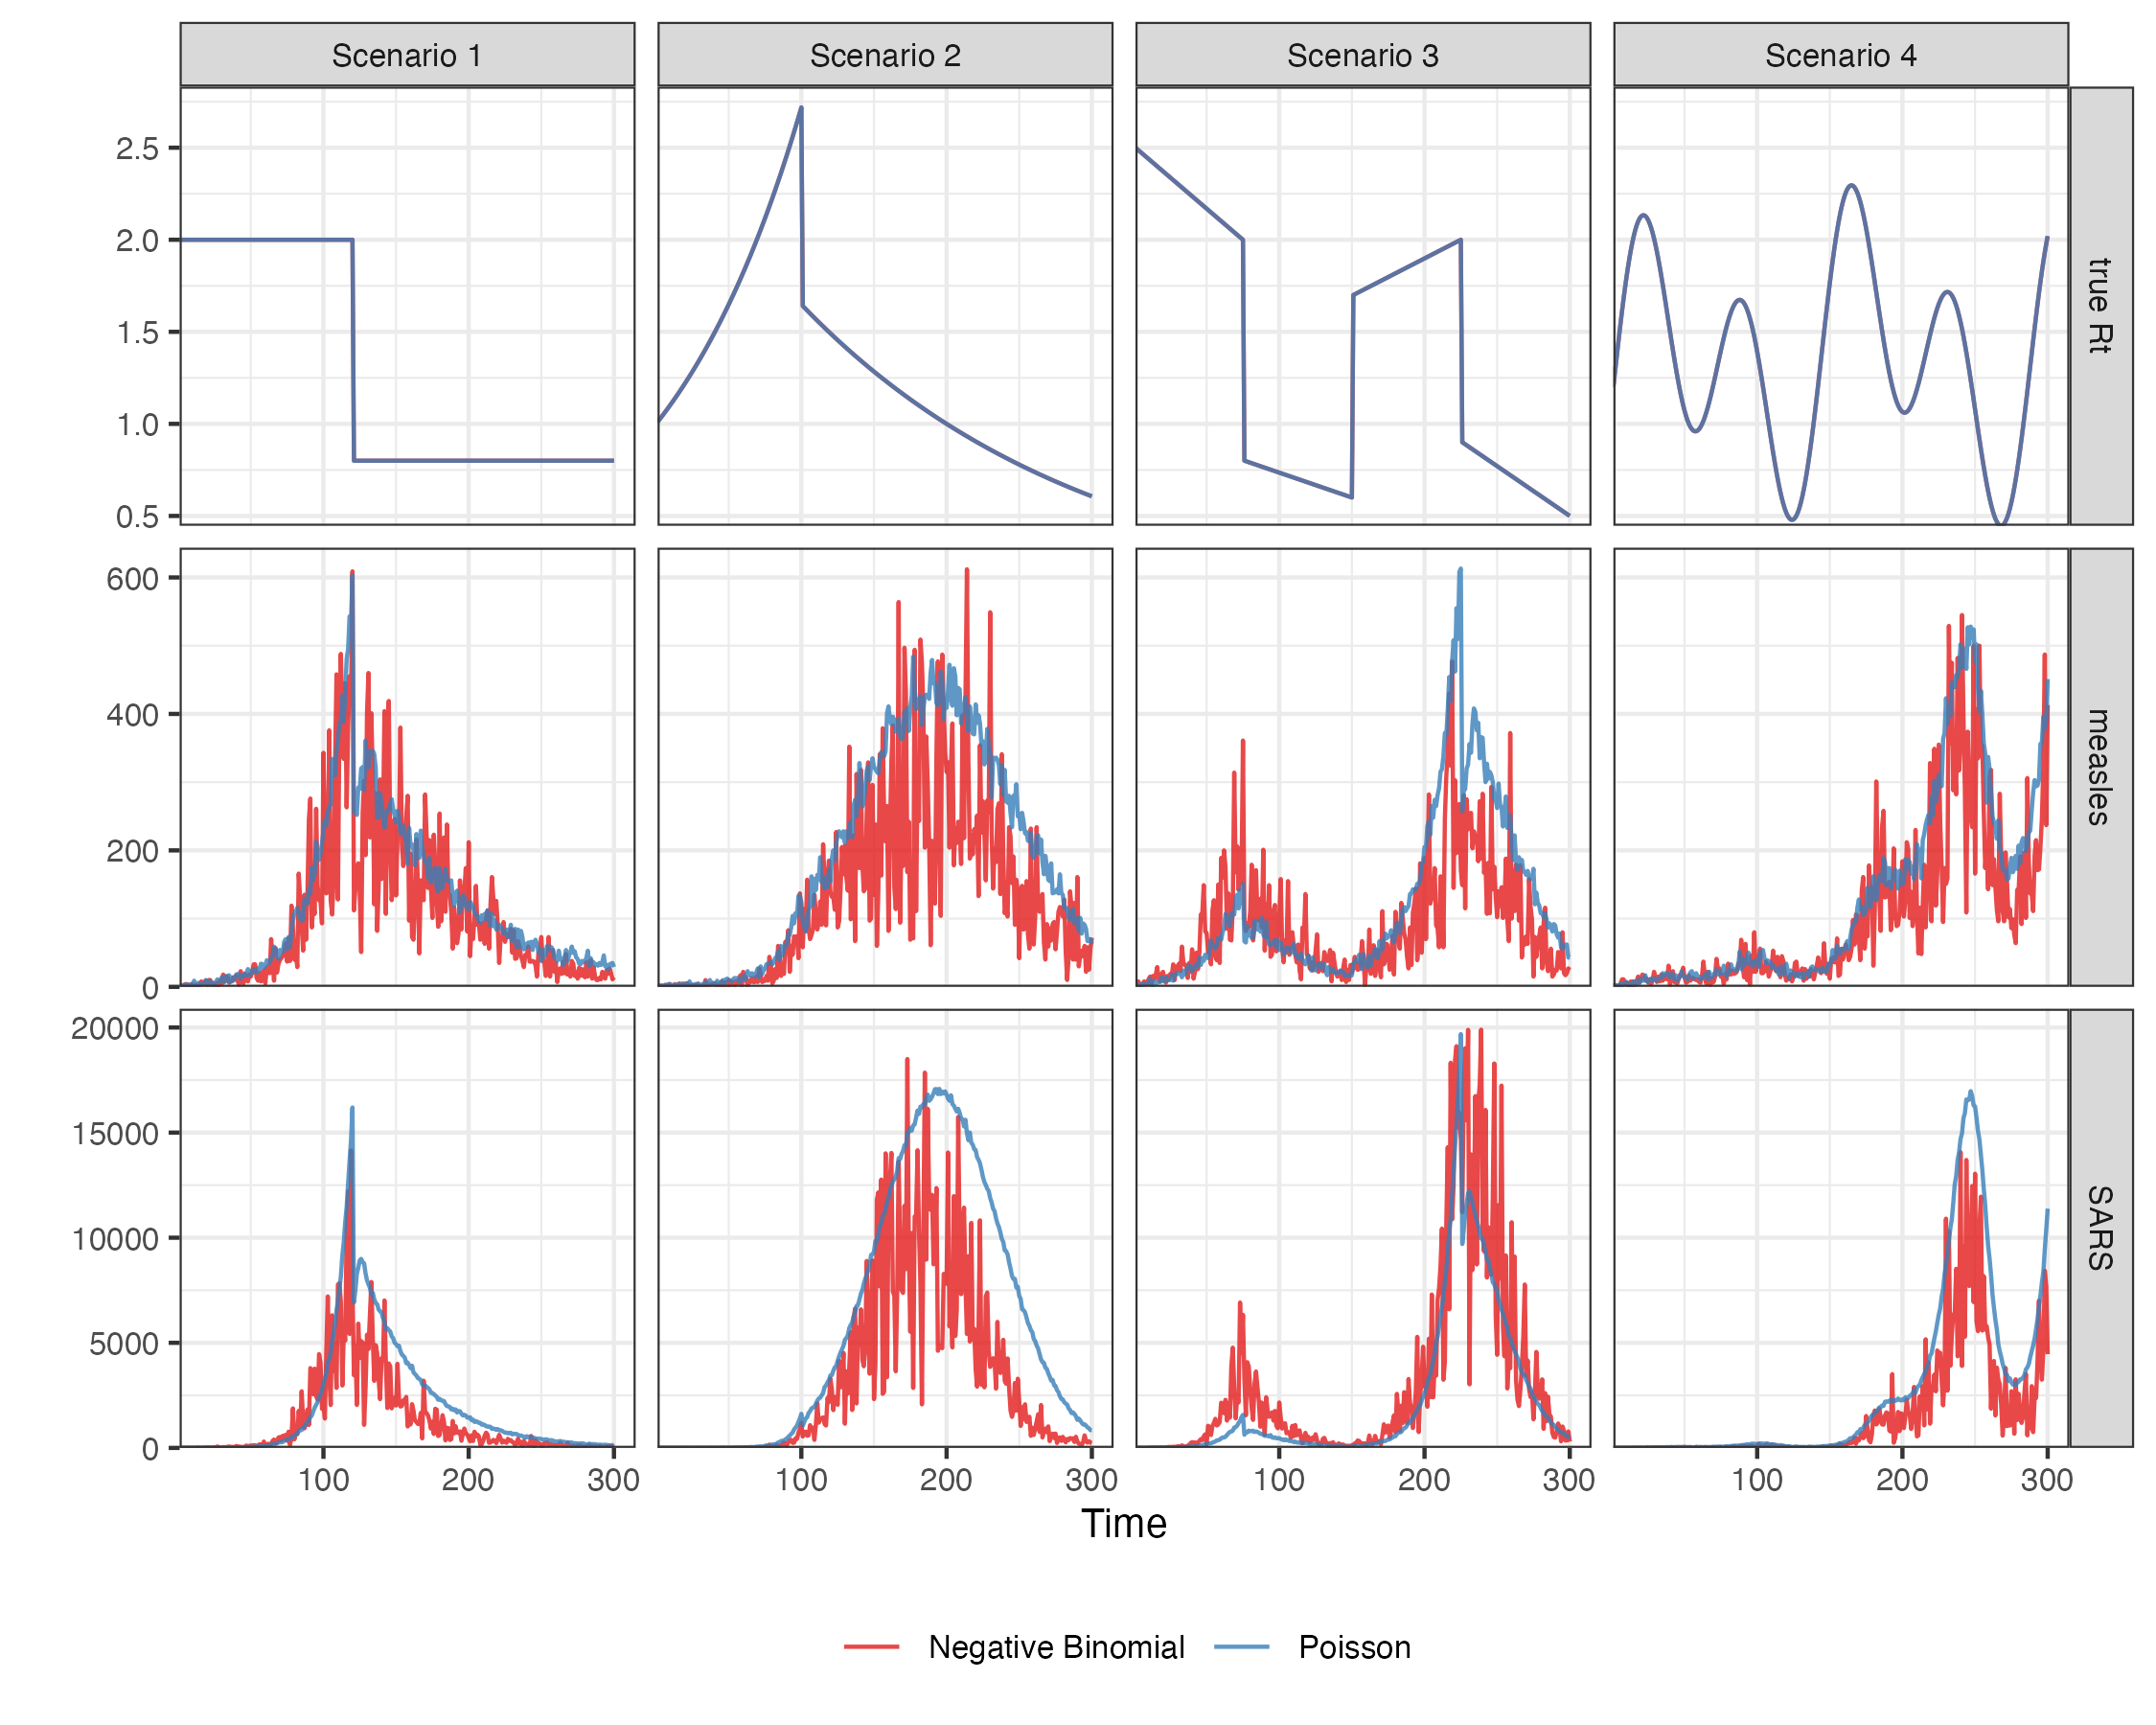 Scenario 1
Scenario 2
Scenario 3
Scenario 4
2.5
2.0
1.5
1.0
0.5
true Rt
600
400
200
0
measles
20000
15000
10000
5000
0
SARS
100 200 300 100 200 300 100 200 300 100 200 300
Time
Negative Binomial Poisson